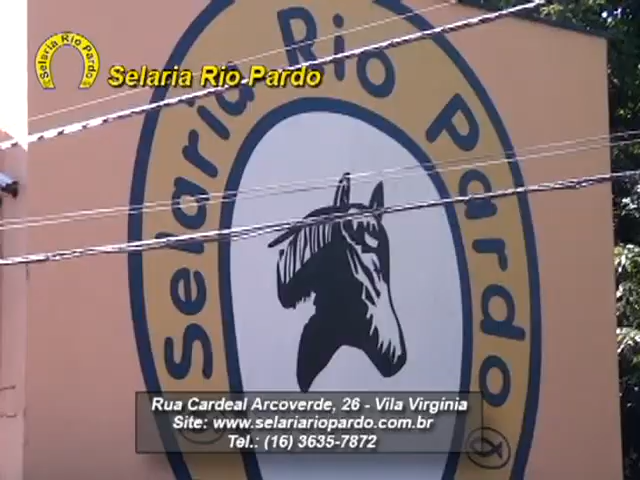 Selaria Rio Pardo
Selaria Rio Pardo
Selaria Rio Pardo
Rua Cardeal Arcoverde, 26 - Vila Virgínia
Site: www.selariariopardo.com.br
Tel.: (16) 3635-7872